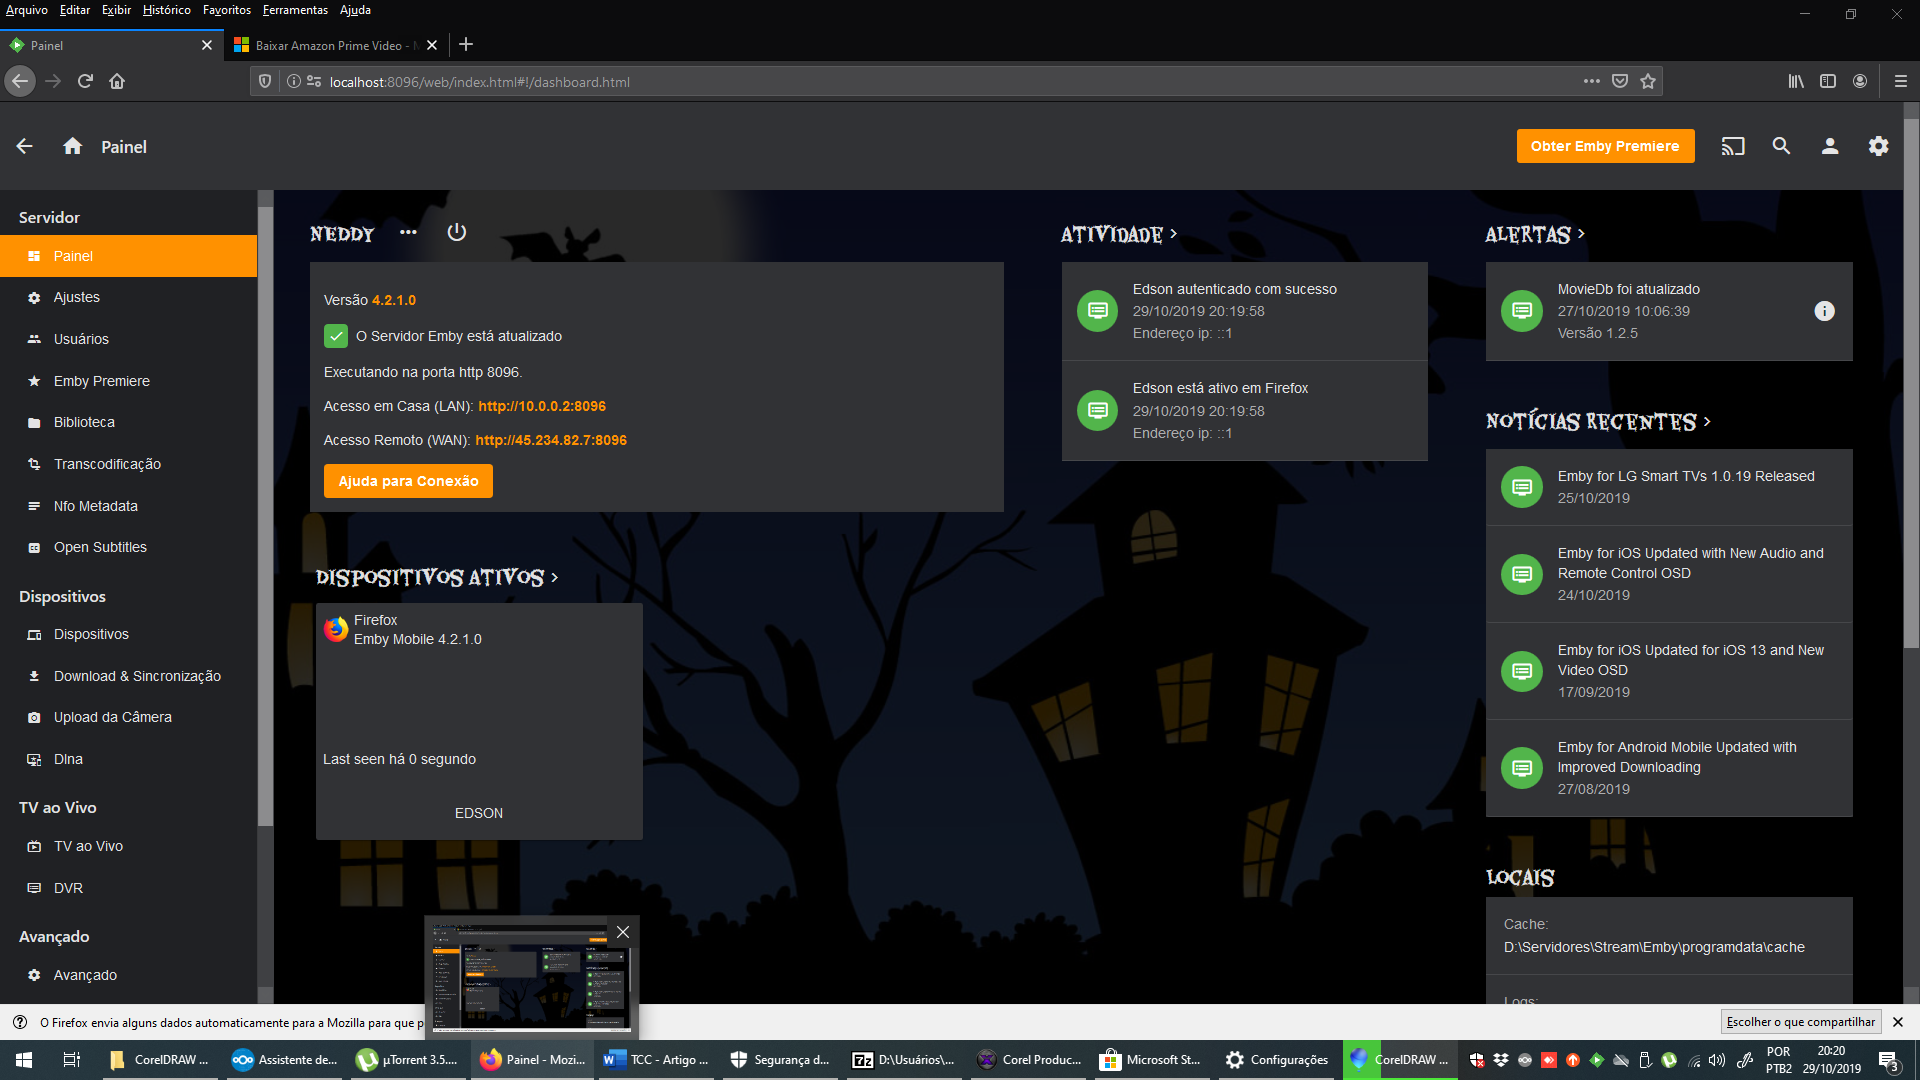 Arquivo Editar Exibir Histórico Favoritos Ferramentas Ajuda
Painel
Baixar Amazon Prime Video -
localhost:8096/web/index.html#!/dashboard.html
Painel
Obter Emby Premiere
Servidor
Painel
Ajustes
Usuários
Emby Premiere
Biblioteca
Transcodificação
Nfo Metadata
Open Subtitles
Dispositivos
Dispositivos
Download & Sincronização
Upload da Câmera
Dlna
TV ao Vivo
TV ao Vivo
DVR
Avançado
Avançado
NEDDY
Versão 4.2.1.0
O Servidor Emby está atualizado
Executando na porta http 8096.
Acesso em Casa (LAN): http://10.0.0.2:8096
Acesso Remoto (WAN): http://45.234.82.7:8096
Ajuda para Conexão
DISPOSITIVOS ATIVOS
Firefox
Emby Mobile 4.2.1.0
Last seen há 0 segundo
EDSON
ATIVIDADE
Edson autenticado com sucesso
29/10/2019 20:19:58
Endereço ip: ::1
Edson está ativo em Firefox
29/10/2019 20:19:58
Endereço ip: ::1
ALERTAS
MovieDb foi atualizado
27/10/2019 10:06:39
Versão 1.2.5
NOTÍCIAS RECENTES
Emby for LG Smart TVs 1.0.19 Released
25/10/2019
Emby for iOS Updated with New Audio and
Remote Control OSD
24/10/2019
Emby for iOS Updated for iOS 13 and New
Video OSD
17/09/2019
Emby for Android Mobile Updated with
Improved Downloading
27/08/2019
LOCAIS
Cache:
D:\Servidores\Stream\Emby\programdata\cache
Logs:
O Firefox envia alguns dados automaticamente para a Mozilla para que p
Escolher o que compartilhar
CorelDRAW ...
Assistente de...
µTorrent 3.5....
Painel - Mozi...
TCC - Artigo ...
Segurança d...
D:\Usuários\...
Corel Produc...
Microsoft St...
Configurações
CorelDRAW ...
POR
PTB2
20:20
29/10/2019
3